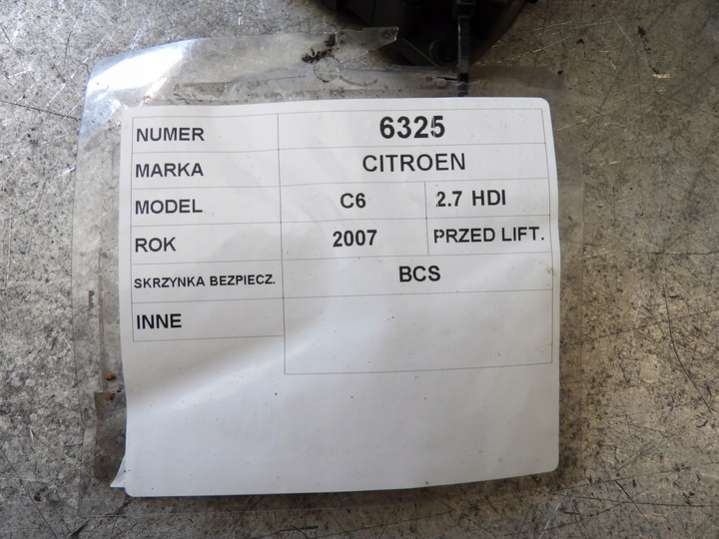 NUMER 6325
MARKA CITROEN
MODEL C6 2.7 HDI
ROK 2007 PRZED LIFT.
SKRZYNKA BEZPIECZ. BCS
INNE